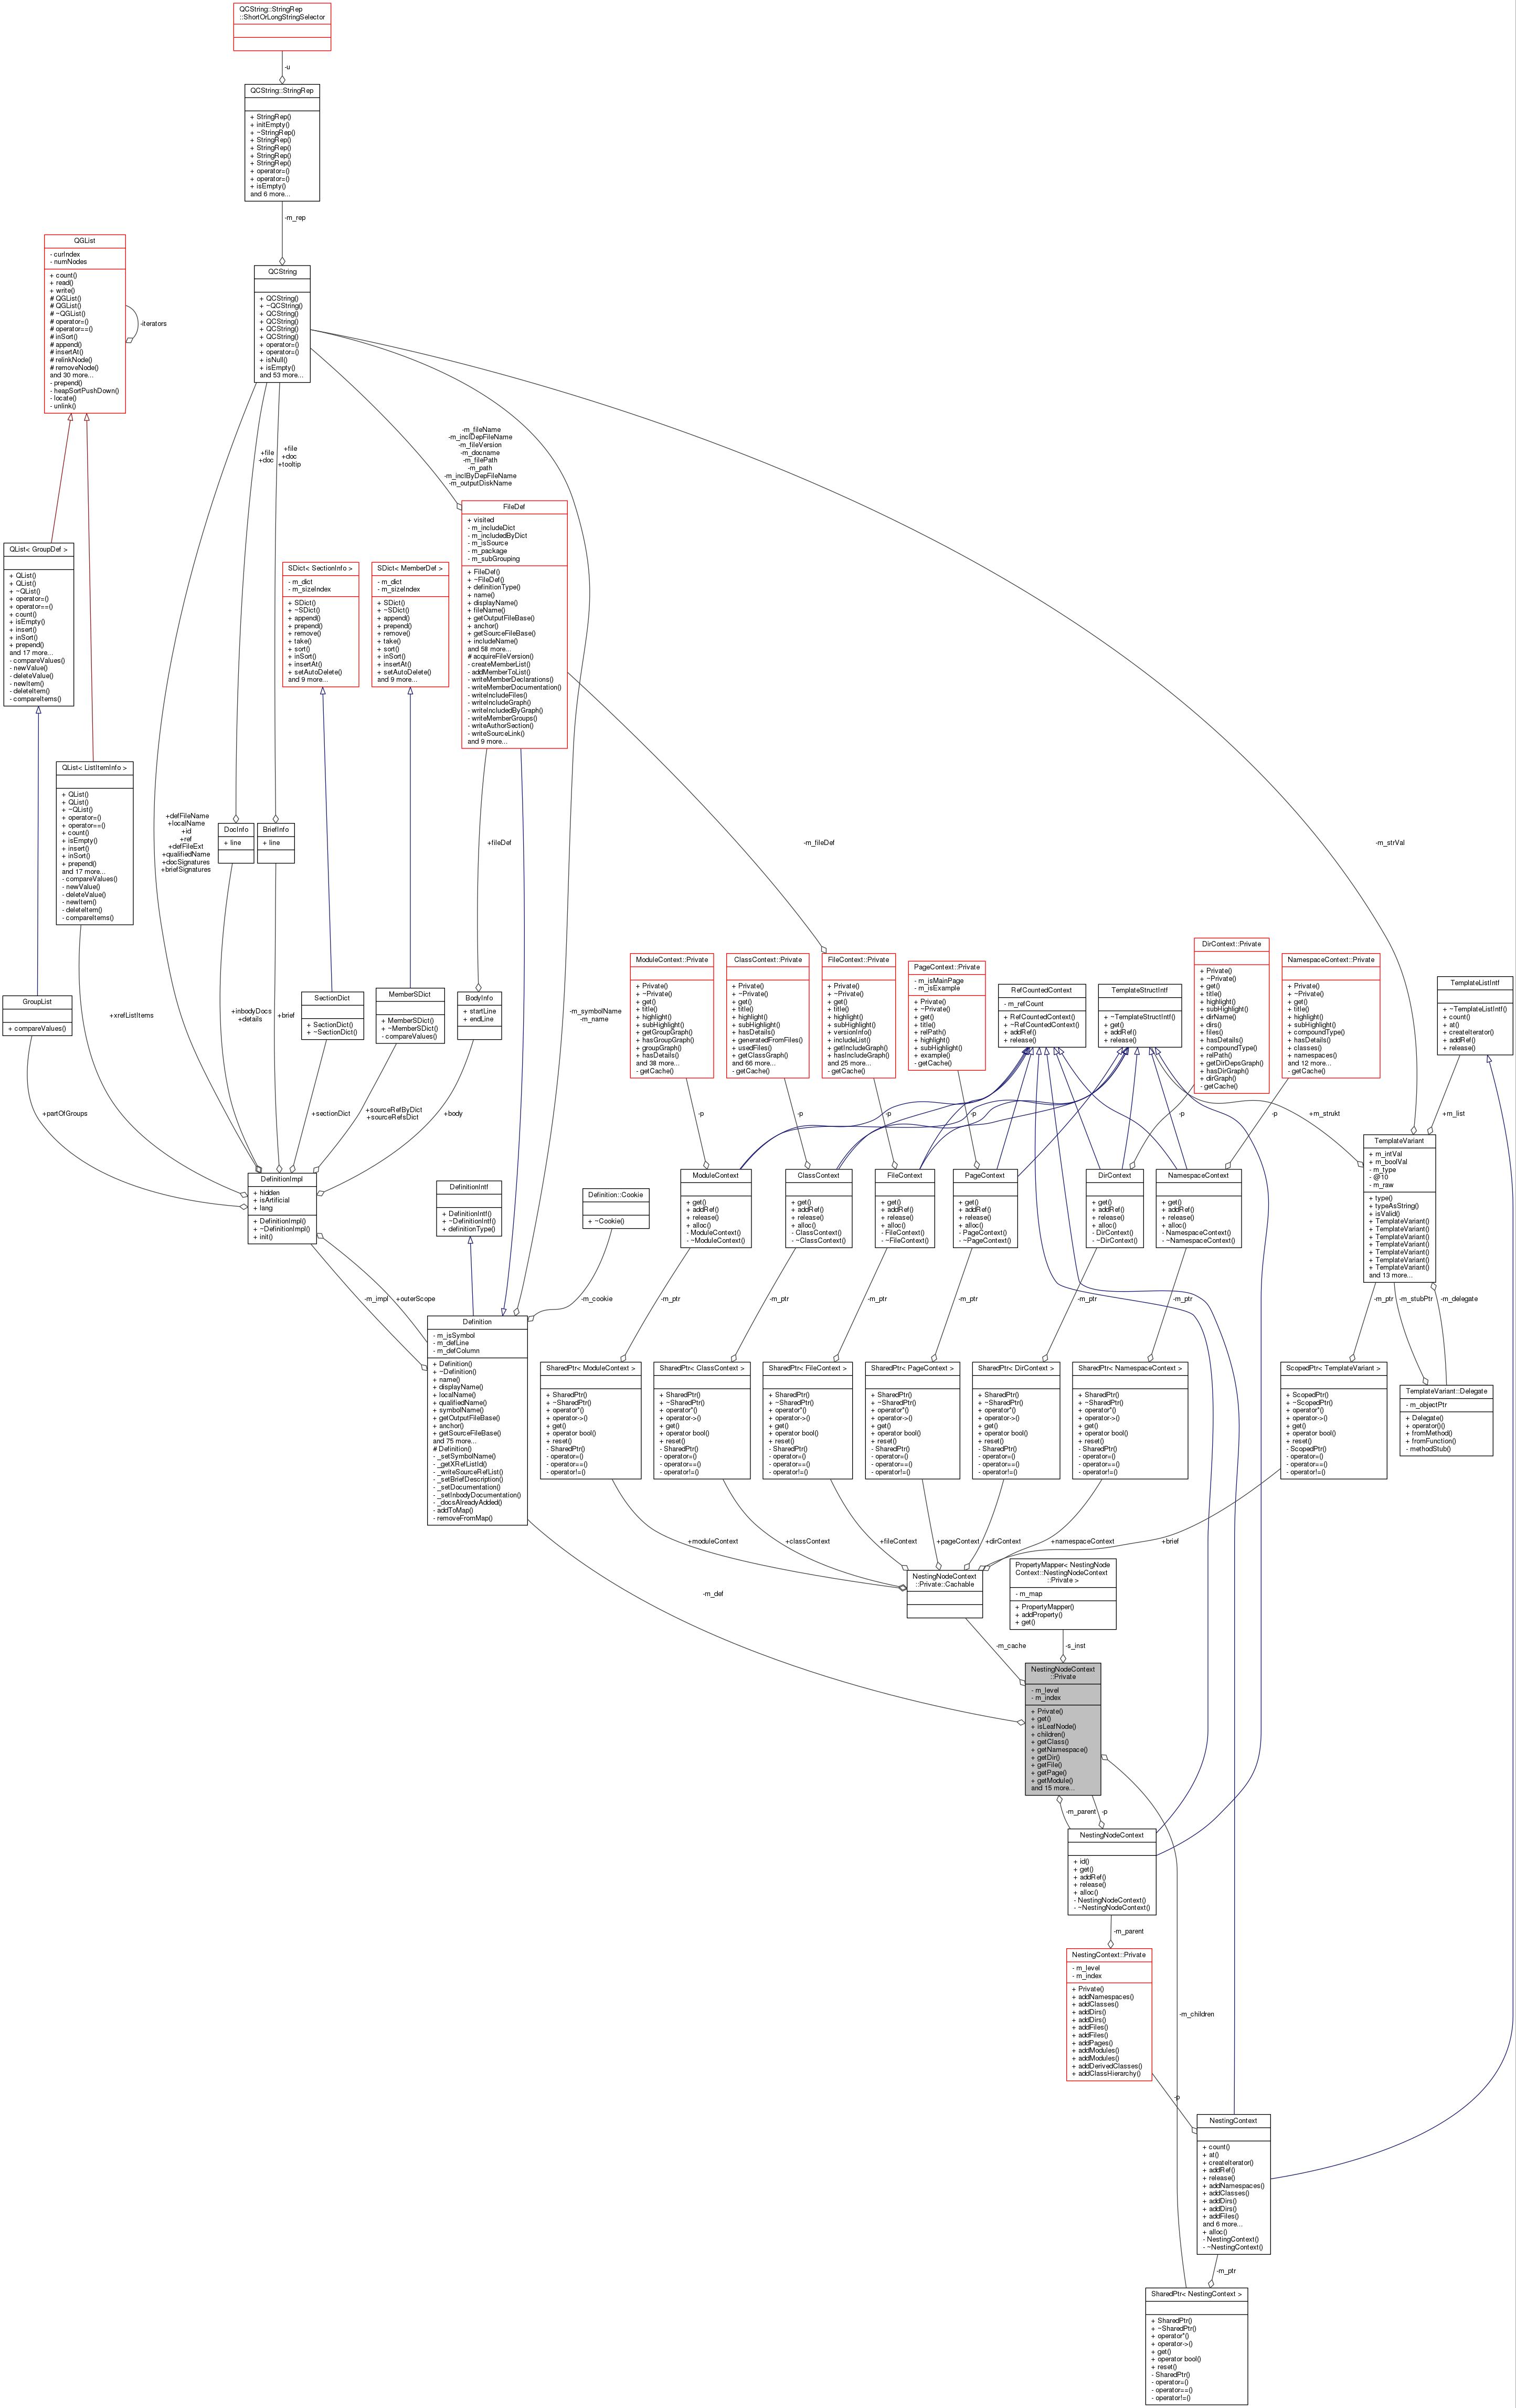 QCString::StringRep
::ShortOrLongStringSelector
-u
QCString::StringRep
+ StringRep()
+ initEmpty()
+ ~StringRep()
+ StringRep()
+ StringRep()
+ StringRep()
+ StringRep()
+ operator=()
+ operator=()
+ isEmpty()
and 6 more...
-m_rep
QGList
- curIndex
- numNodes
+ count()
+ read()
+ write()
# QGList()
# QGList()
# ~QGList()
# operator=()
# operator==()
# inSort()
# append()
# insertAt()
# relinkNode()
# removeNode()
and 30 more...
- prepend()
- heapSortPushDown()
- locate()
- unlink()
-iterators
QCString
+ QCString()
+ ~QCString()
+ QCString()
+ QCString()
+ QCString()
+ QCString()
+ operator=()
+ operator=()
+ isNull()
+ isEmpty()
and 53 more...
+file
+doc
+file
+doc
+tooltip
-m_fileName
-m_inclDepFileName
-m_fileVersion
-m_docname
-m_filePath
-m_path
-m_inclByDepFileName
-m_outputDiskName
QList< GroupDef >
+ QList()
+ QList()
+ ~QList()
+ operator=()
+ operator==()
+ count()
+ isEmpty()
+ insert()
+ inSort()
+ prepend()
and 17 more...
- compareValues()
- newValue()
- deleteValue()
- newItem()
- deleteItem()
- compareItems()
SDict< SectionInfo >
- m_dict
- m_sizeIndex
+ SDict()
+ ~SDict()
+ append()
+ prepend()
+ remove()
+ take()
+ sort()
+ inSort()
+ insertAt()
+ setAutoDelete()
and 9 more...
SDict< MemberDef >
- m_dict
- m_sizeIndex
+ SDict()
+ ~SDict()
+ append()
+ prepend()
+ remove()
+ take()
+ sort()
+ inSort()
+ insertAt()
+ setAutoDelete()
and 9 more...
FileDef
+ visited
- m_includeDict
- m_includedByDict
- m_isSource
- m_package
- m_subGrouping
+ FileDef()
+ ~FileDef()
+ definitionType()
+ name()
+ displayName()
+ fileName()
+ getOutputFileBase()
+ anchor()
+ getSourceFileBase()
+ includeName()
and 58 more...
# acquireFileVersion()
- createMemberList()
- addMemberToList()
- writeMemberDeclarations()
- writeMemberDocumentation()
- writeIncludeFiles()
- writeIncludeGraph()
- writeIncludedByGraph()
- writeMemberGroups()
- writeAuthorSection()
- writeSourceLink()
and 9 more...
QList< ListItemInfo >
+ QList()
+ QList()
+ ~QList()
+ operator=()
+ operator==()
+ count()
+ isEmpty()
+ insert()
+ inSort()
+ prepend()
and 17 more...
- compareValues()
- newValue()
- deleteValue()
- newItem()
- deleteItem()
- compareItems()
+defFileName
+localName
+id
+ref
+defFileExt
+qualifiedName
+docSignatures
+briefSignatures
DocInfo
+ line
BriefInfo
+ line
+fileDef
-m_fileDef
-m_strVal
GroupList
+ compareValues()
+xrefListItems
+inbodyDocs
+details
+brief
SectionDict
+ SectionDict()
+ ~SectionDict()
MemberSDict
+ MemberSDict()
+ ~MemberSDict()
- compareValues()
BodyInfo
+ startLine
+ endLine
-m_symbolName
-m_name
ModuleContext::Private
+ Private()
+ ~Private()
+ get()
+ title()
+ highlight()
+ subHighlight()
+ getGroupGraph()
+ hasGroupGraph()
+ groupGraph()
+ hasDetails()
and 38 more...
- getCache()
ClassContext::Private
+ Private()
+ ~Private()
+ get()
+ title()
+ highlight()
+ subHighlight()
+ hasDetails()
+ generatedFromFiles()
+ usedFiles()
+ getClassGraph()
and 66 more...
- getCache()
FileContext::Private
+ Private()
+ ~Private()
+ get()
+ title()
+ highlight()
+ subHighlight()
+ versionInfo()
+ includeList()
+ getIncludeGraph()
+ hasIncludeGraph()
and 25 more...
- getCache()
PageContext::Private
- m_isMainPage
- m_isExample
+ Private()
+ ~Private()
+ get()
+ title()
+ relPath()
+ highlight()
+ subHighlight()
+ example()
- getCache()
RefCountedContext
- m_refCount
+ RefCountedContext()
+ ~RefCountedContext()
+ addRef()
+ release()
TemplateStructIntf
+ ~TemplateStructIntf()
+ get()
+ addRef()
+ release()
DirContext::Private
+ Private()
+ ~Private()
+ get()
+ title()
+ highlight()
+ subHighlight()
+ dirName()
+ dirs()
+ files()
+ hasDetails()
+ compoundType()
+ relPath()
+ getDirDepsGraph()
+ hasDirGraph()
+ dirGraph()
- getCache()
NamespaceContext::Private
+ Private()
+ ~Private()
+ get()
+ title()
+ highlight()
+ subHighlight()
+ compoundType()
+ hasDetails()
+ classes()
+ namespaces()
and 12 more...
- getCache()
TemplateListIntf
+ ~TemplateListIntf()
+ count()
+ at()
+ createIterator()
+ addRef()
+ release()
+partOfGroups
+sectionDict
+sourceRefByDict
+sourceRefsDict
+body
-p
-p
-p
-p
-p
-p
+m_strukt
+m_list
DefinitionImpl
+ hidden
+ isArtificial
+ lang
+ DefinitionImpl()
+ ~DefinitionImpl()
+ init()
DefinitionIntf
+ DefinitionIntf()
+ ~DefinitionIntf()
+ definitionType()
Definition::Cookie
+ ~Cookie()
ModuleContext
+ get()
+ addRef()
+ release()
+ alloc()
- ModuleContext()
- ~ModuleContext()
ClassContext
+ get()
+ addRef()
+ release()
+ alloc()
- ClassContext()
- ~ClassContext()
FileContext
+ get()
+ addRef()
+ release()
+ alloc()
- FileContext()
- ~FileContext()
PageContext
+ get()
+ addRef()
+ release()
+ alloc()
- PageContext()
- ~PageContext()
DirContext
+ get()
+ addRef()
+ release()
+ alloc()
- DirContext()
- ~DirContext()
NamespaceContext
+ get()
+ addRef()
+ release()
+ alloc()
- NamespaceContext()
- ~NamespaceContext()
TemplateVariant
+ m_intVal
+ m_boolVal
- m_type
- @10
- m_raw
+ type()
+ typeAsString()
+ isValid()
+ TemplateVariant()
+ TemplateVariant()
+ TemplateVariant()
+ TemplateVariant()
+ TemplateVariant()
+ TemplateVariant()
+ TemplateVariant()
and 13 more...
-m_impl
+outerScope
-m_cookie
-m_ptr
-m_ptr
-m_ptr
-m_ptr
-m_ptr
-m_ptr
-m_ptr
-m_stubPtr
-m_delegate
Definition
- m_isSymbol
- m_defLine
- m_defColumn
+ Definition()
+ ~Definition()
+ name()
+ displayName()
+ localName()
+ qualifiedName()
+ symbolName()
+ getOutputFileBase()
+ anchor()
+ getSourceFileBase()
and 75 more...
# Definition()
- _setSymbolName()
- _getXRefListId()
- _writeSourceRefList()
- _setBriefDescription()
- _setDocumentation()
- _setInbodyDocumentation()
- _docsAlreadyAdded()
- addToMap()
- removeFromMap()
SharedPtr< ModuleContext >
+ SharedPtr()
+ ~SharedPtr()
+ operator*()
+ operator->()
+ get()
+ operator bool()
+ reset()
- SharedPtr()
- operator=()
- operator==()
- operator!=()
SharedPtr< ClassContext >
+ SharedPtr()
+ ~SharedPtr()
+ operator*()
+ operator->()
+ get()
+ operator bool()
+ reset()
- SharedPtr()
- operator=()
- operator==()
- operator!=()
SharedPtr< FileContext >
+ SharedPtr()
+ ~SharedPtr()
+ operator*()
+ operator->()
+ get()
+ operator bool()
+ reset()
- SharedPtr()
- operator=()
- operator==()
- operator!=()
SharedPtr< PageContext >
+ SharedPtr()
+ ~SharedPtr()
+ operator*()
+ operator->()
+ get()
+ operator bool()
+ reset()
- SharedPtr()
- operator=()
- operator==()
- operator!=()
SharedPtr< DirContext >
+ SharedPtr()
+ ~SharedPtr()
+ operator*()
+ operator->()
+ get()
+ operator bool()
+ reset()
- SharedPtr()
- operator=()
- operator==()
- operator!=()
SharedPtr< NamespaceContext >
+ SharedPtr()
+ ~SharedPtr()
+ operator*()
+ operator->()
+ get()
+ operator bool()
+ reset()
- SharedPtr()
- operator=()
- operator==()
- operator!=()
ScopedPtr< TemplateVariant >
+ ScopedPtr()
+ ~ScopedPtr()
+ operator*()
+ operator->()
+ get()
+ operator bool()
+ reset()
- ScopedPtr()
- operator=()
- operator==()
- operator!=()
TemplateVariant::Delegate
- m_objectPtr
+ Delegate()
+ operator()()
+ fromMethod()
+ fromFunction()
- methodStub()
+moduleContext
+classContext
+fileContext
+pageContext
+dirContext
+namespaceContext
+brief
-m_def
NestingNodeContext
::Private::Cachable
PropertyMapper< NestingNode
Context::NestingNodeContext
::Private >
- m_map
+ PropertyMapper()
+ addProperty()
+ get()
-m_cache
-s_inst
NestingNodeContext
::Private
- m_level
- m_index
+ Private()
+ get()
+ isLeafNode()
+ children()
+ getClass()
+ getNamespace()
+ getDir()
+ getFile()
+ getPage()
+ getModule()
and 15 more...
-m_parent
-p
NestingNodeContext
+ id()
+ get()
+ addRef()
+ release()
+ alloc()
- NestingNodeContext()
- ~NestingNodeContext()
-m_parent
NestingContext::Private
- m_level
- m_index
+ Private()
+ addNamespaces()
+ addClasses()
+ addDirs()
+ addDirs()
+ addFiles()
+ addFiles()
+ addPages()
+ addModules()
+ addModules()
+ addDerivedClasses()
+ addClassHierarchy()
-m_children
-p
NestingContext
+ count()
+ at()
+ createIterator()
+ addRef()
+ release()
+ addNamespaces()
+ addClasses()
+ addDirs()
+ addDirs()
+ addFiles()
and 6 more...
+ alloc()
- NestingContext()
- ~NestingContext()
-m_ptr
SharedPtr< NestingContext >
+ SharedPtr()
+ ~SharedPtr()
+ operator*()
+ operator->()
+ get()
+ operator bool()
+ reset()
- SharedPtr()
- operator=()
- operator==()
- operator!=()